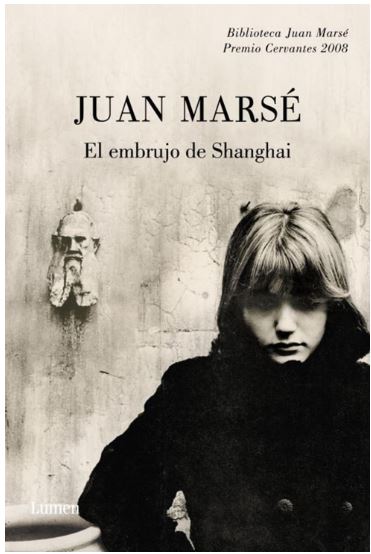 Biblioteca Juan Marsé
Premio Cervantes 2008
JUAN MARSÉ
El embrujo de Shanghai
Lumen